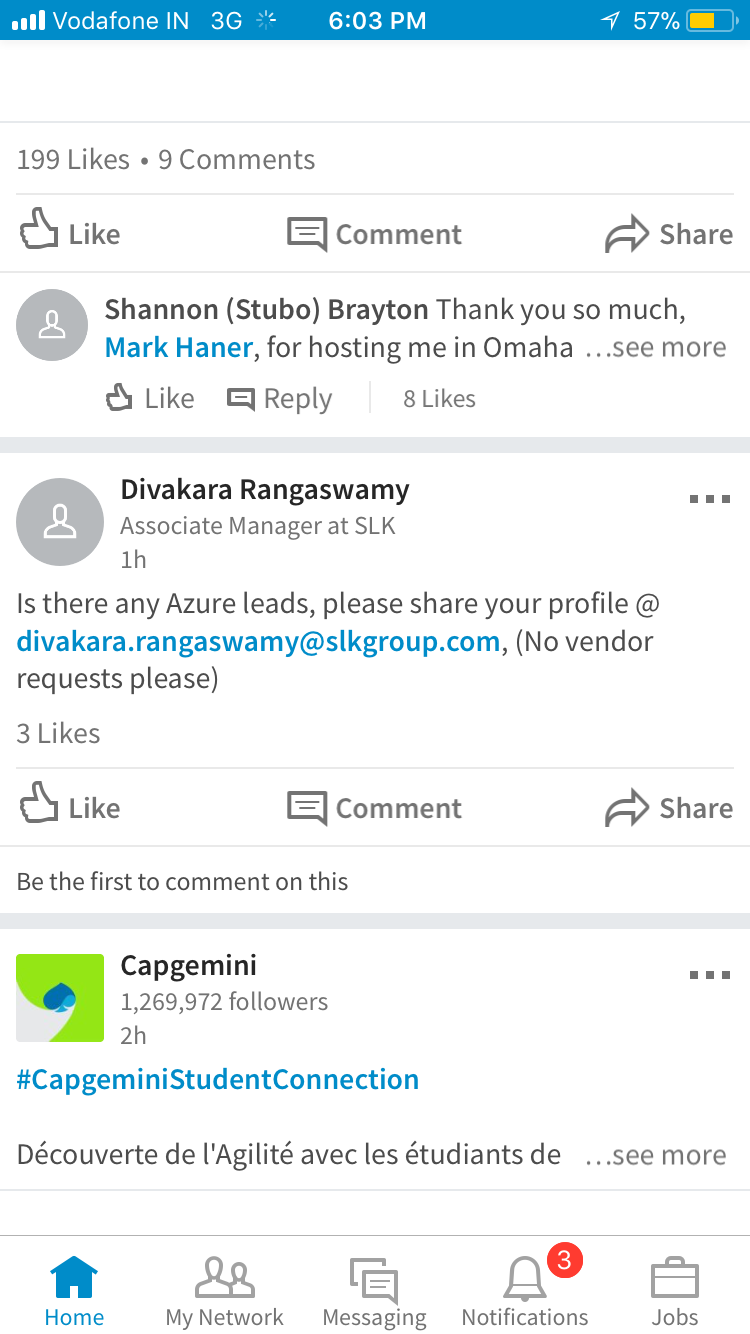 Vodafone IN 3G 6:03 PM 57%
199 Likes • 9 Comments
Like Comment Share
Shannon (Stubo) Brayton Thank you so much,
Mark Haner, for hosting me in Omaha ...see more
Like Reply 8 Likes
Divakara Rangaswamy
Associate Manager at SLK
1h
Is there any Azure leads, please share your profile @
divakara.rangaswamy@slkgroup.com, (No vendor
requests please)
3 Likes
Like Comment Share
Be the first to comment on this
Capgemini
1,269,972 followers
2h
#CapgeminiStudentConnection
Découverte de l'Agilité avec les étudiants de ...see more
3
Home My Network Messaging Notifications Jobs